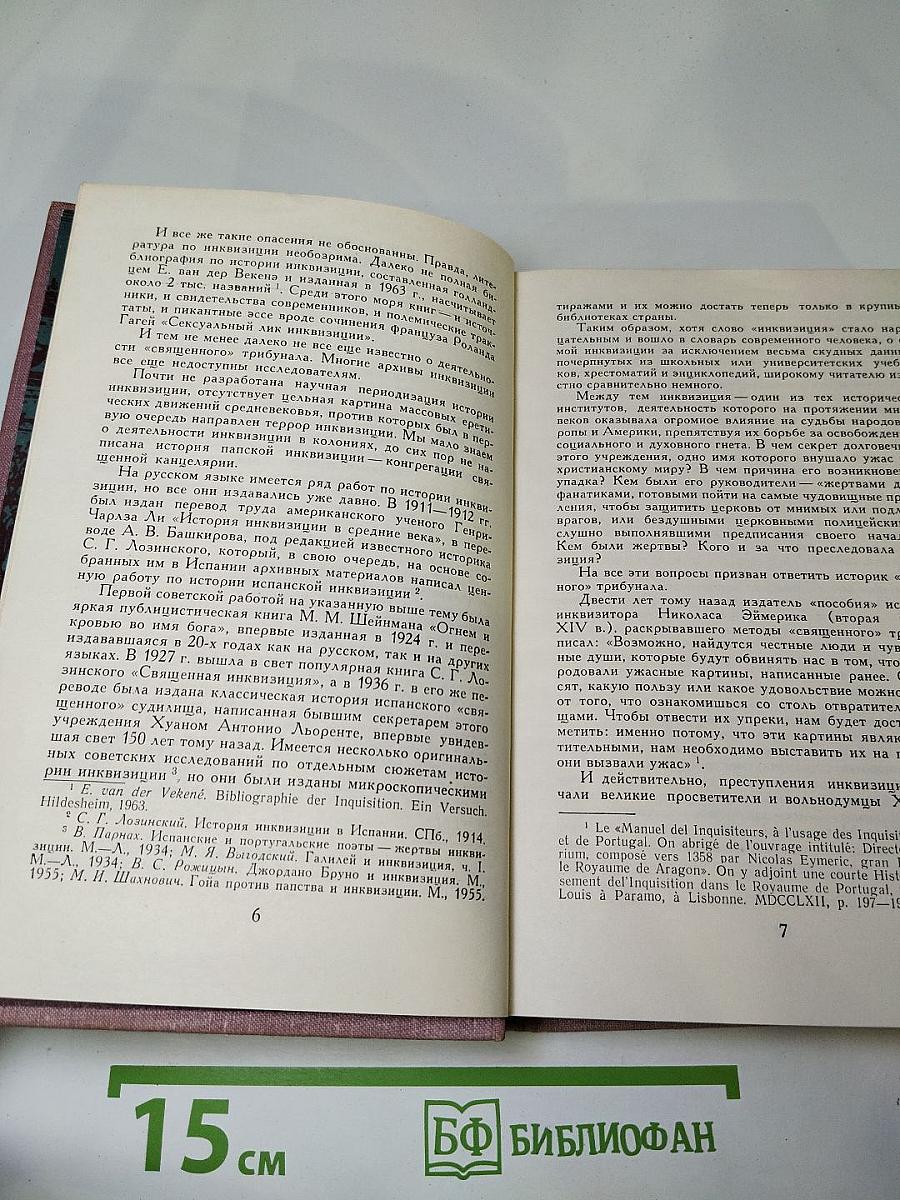 И все же такие опасения не обоснованны. Правда, лите-
ратура по инквизиции необозрима. Далеко не полная би-
блиография по истории инквизиции, составленная голланд-
цем Е. ван дер Векенэ и изданная в 1963 г., насчитывает
около 2 тыс. названий ¹. Среди этого моря книг — и источ-
ники, и свидетельства современников, и полемические трак-
таты, и пикантные эссе вроде сочинения француза Роланда
Гагей «Сексуальный лик инквизиции».
И тем не менее далеко не все еще известно о деятельно-
сти «священного» трибунала. Многие архивы инквизиции
все еще недоступны исследователям.
Почти не разработана научная периодизация истории
инквизиции, отсутствует цельная картина массовых ерети-
ческих движений средневековья, против которых был в пер-
вую очередь направлен террор инквизиции. Мы мало знаем
о деятельности инквизиции в колониях, до сих пор не на-
писана история папской инквизиции — конгрегации свя-
щенной канцелярии.
На русском языке имеется ряд работ по истории инкви-
зиции, но все они издавались уже давно. В 1911—1912 гг.
был издан перевод труда американского ученого Генри-
Чарлза Ли «История инквизиции в средние века», в пере-
воде А. В. Башкирова, под редакцией известного историка
С. Г. Лозинского, который, в свою очередь, на основе со-
бранных им в Испании архивных материалов написал цен-
ную работу по истории испанской инквизиции ².
Первой советской работой на указанную выше тему была
яркая публицистическая книга М. М. Шейнмана «Огнем и
кровью во имя бога», впервые изданная в 1924 г. и пере-
издававшаяся в 20-х годах как на русском, так и на других
языках. В 1927 г. вышла в свет популярная книга С. Г. Ло-
зинского «Священная инквизиция», а в 1936 г. в его же пе-
реводе была издана классическая история испанского «свя-
щенного» судилища, написанная бывшим секретарем этого
учреждения Хуаном Антонио Льоренте, впервые увидев-
шая свет 150 лет тому назад. Имеется несколько оригиналь-
ных советских исследований по отдельным сюжетам исто-
рии инквизиции ³, но они были изданы микроскопическими
¹ E. van der Vekené. Bibliographie der Inquisition. Ein Versuch.
Hildesheim, 1963.
² С. Г. Лозинский. История инквизиции в Испании. СПб., 1914.
³ В. Парнах. Испанские и португальские поэты — жертвы инкви-
зиции. М.—Л., 1934; М. Я. Выгодский. Галилей и инквизиция, ч. I.
М.—Л., 1934; В. С. Рожицын. Джордано Бруно и инквизиция. М.,
1955; М. И. Шахнович. Гойя против папства и инквизиции. М., 1955.
6
тиражами и их можно достать теперь только в крупны
библиотеках страны.
Таким образом, хотя слово «инквизиция» стало нар
цательным и вошло в словарь современного человека, о
мой инквизиции за исключением весьма скудных данн
почерпнутых из школьных или университетских учеб
ков, хрестоматий и энциклопедий, широкому читателю из
стно сравнительно немного.
Между тем инквизиция — один из тех историчес
институтов, деятельность которого на протяжении мн
веков оказывала огромное влияние на судьбы народов
ропы и Америки, препятствуя их борьбе за освобожден
социального и духовного гнета. В чем секрет долговечн
этого учреждения, одно имя которого внушало ужас
христианскому миру? В чем причина его возникновен
упадка? Кем были его руководители — «жертвами д
фанатиками, готовыми пойти на самые чудовищные пр
ления, чтобы защитить церковь от мнимых или подл
врагов, или бездушными церковными полицейски
слушно выполнявшими предписания своего начал
Кем были жертвы? Кого и за что преследовала
зиция?
На все эти вопросы призван ответить историк «
ного» трибунала.
Двести лет тому назад издатель «пособия» ис
инквизитора Николаса Эймерика (вторая
XIV в.), раскрывавшего методы «священного» тр
писал: «Возможно, найдутся честные люди и чув
ные души, которые будут обвинять нас в том, что
родовали ужасные картины, написанные ранее.
сят, какую пользу или какое удовольствие можно
от того, что ознакомишься со столь отвратител
щами. Чтобы отвести их упреки, нам будет дост
метить: именно потому, что эти картины являю
тительными, нам необходимо выставить их на п
они вызвали ужас» ¹.
И действительно, преступления инквизици
чали великие просветители и вольнодумцы X
¹ Le «Manuel del Inquisiteurs, à l'usage des Inquisit
et de Portugal. On abrigé de l'ouvrage intitulé: Directo
rium, composé vers 1358 par Nicolas Eymeric, gran I
le Royaume de Aragon». On y adjoint une courte Hist
sement del'Inquisition dans le Royaume de Portugal,
Louis à Paramo, à Lisbonne. MDCCLXII, p. 197—19
7
15 см
БФ БИБЛИОФАН